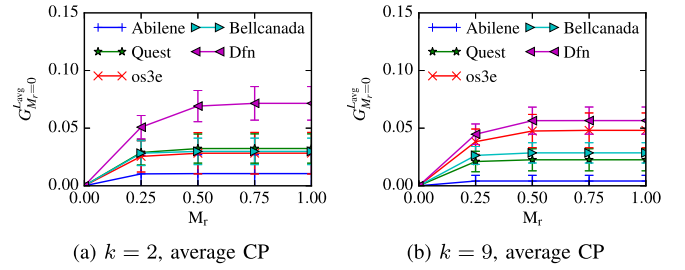 Abilene
Bellcanada
Quest
Dfn
os3e
0.15
0.10
0.05
0.00
G^{L-avg}_{M_r=0}
0.00 0.25 0.50 0.75 1.00
M_r
(a) k = 2, average CP
Abilene
Bellcanada
Quest
Dfn
os3e
0.15
0.10
0.05
0.00
G^{L-avg}_{M_r=0}
0.00 0.25 0.50 0.75 1.00
M_r
(b) k = 9, average CP